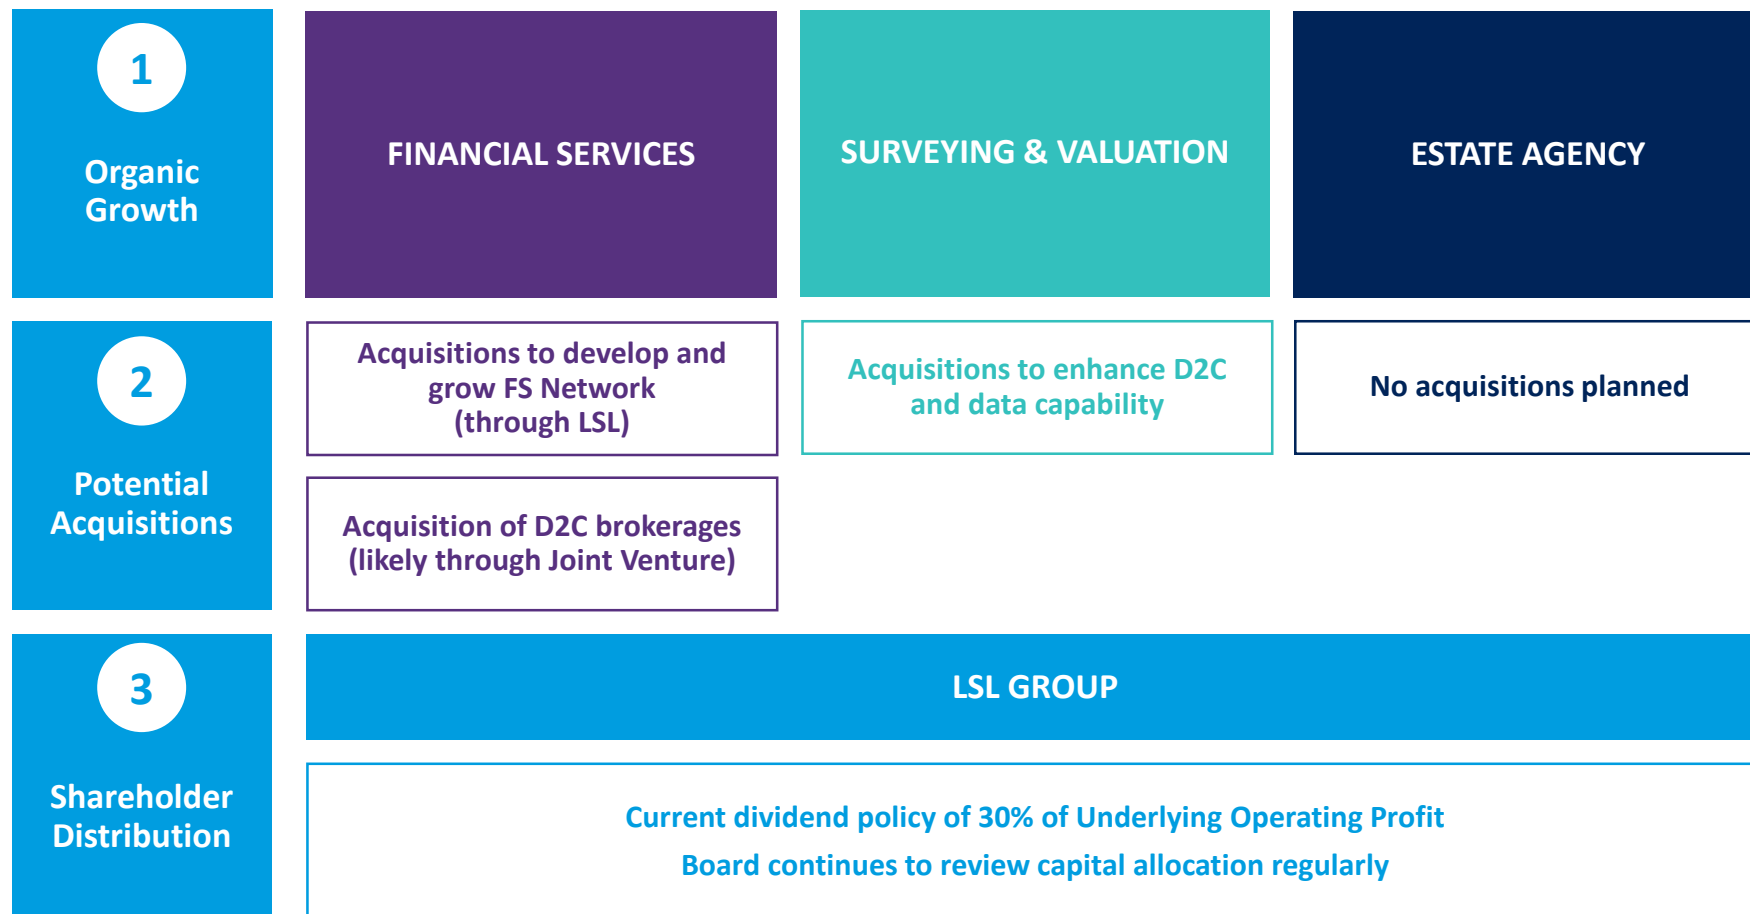 1
Organic
Growth
FINANCIAL SERVICES
SURVEYING & VALUATION
ESTATE AGENCY
2
Potential
Acquisitions
Acquisitions to develop and
grow FS Network
(through LSL)
Acquisitions to enhance D2C
and data capability
No acquisitions planned
Acquisition of D2C brokerages
(likely through Joint Venture)
3
Shareholder
Distribution
LSL GROUP
Current dividend policy of 30% of Underlying Operating Profit
Board continues to review capital allocation regularly